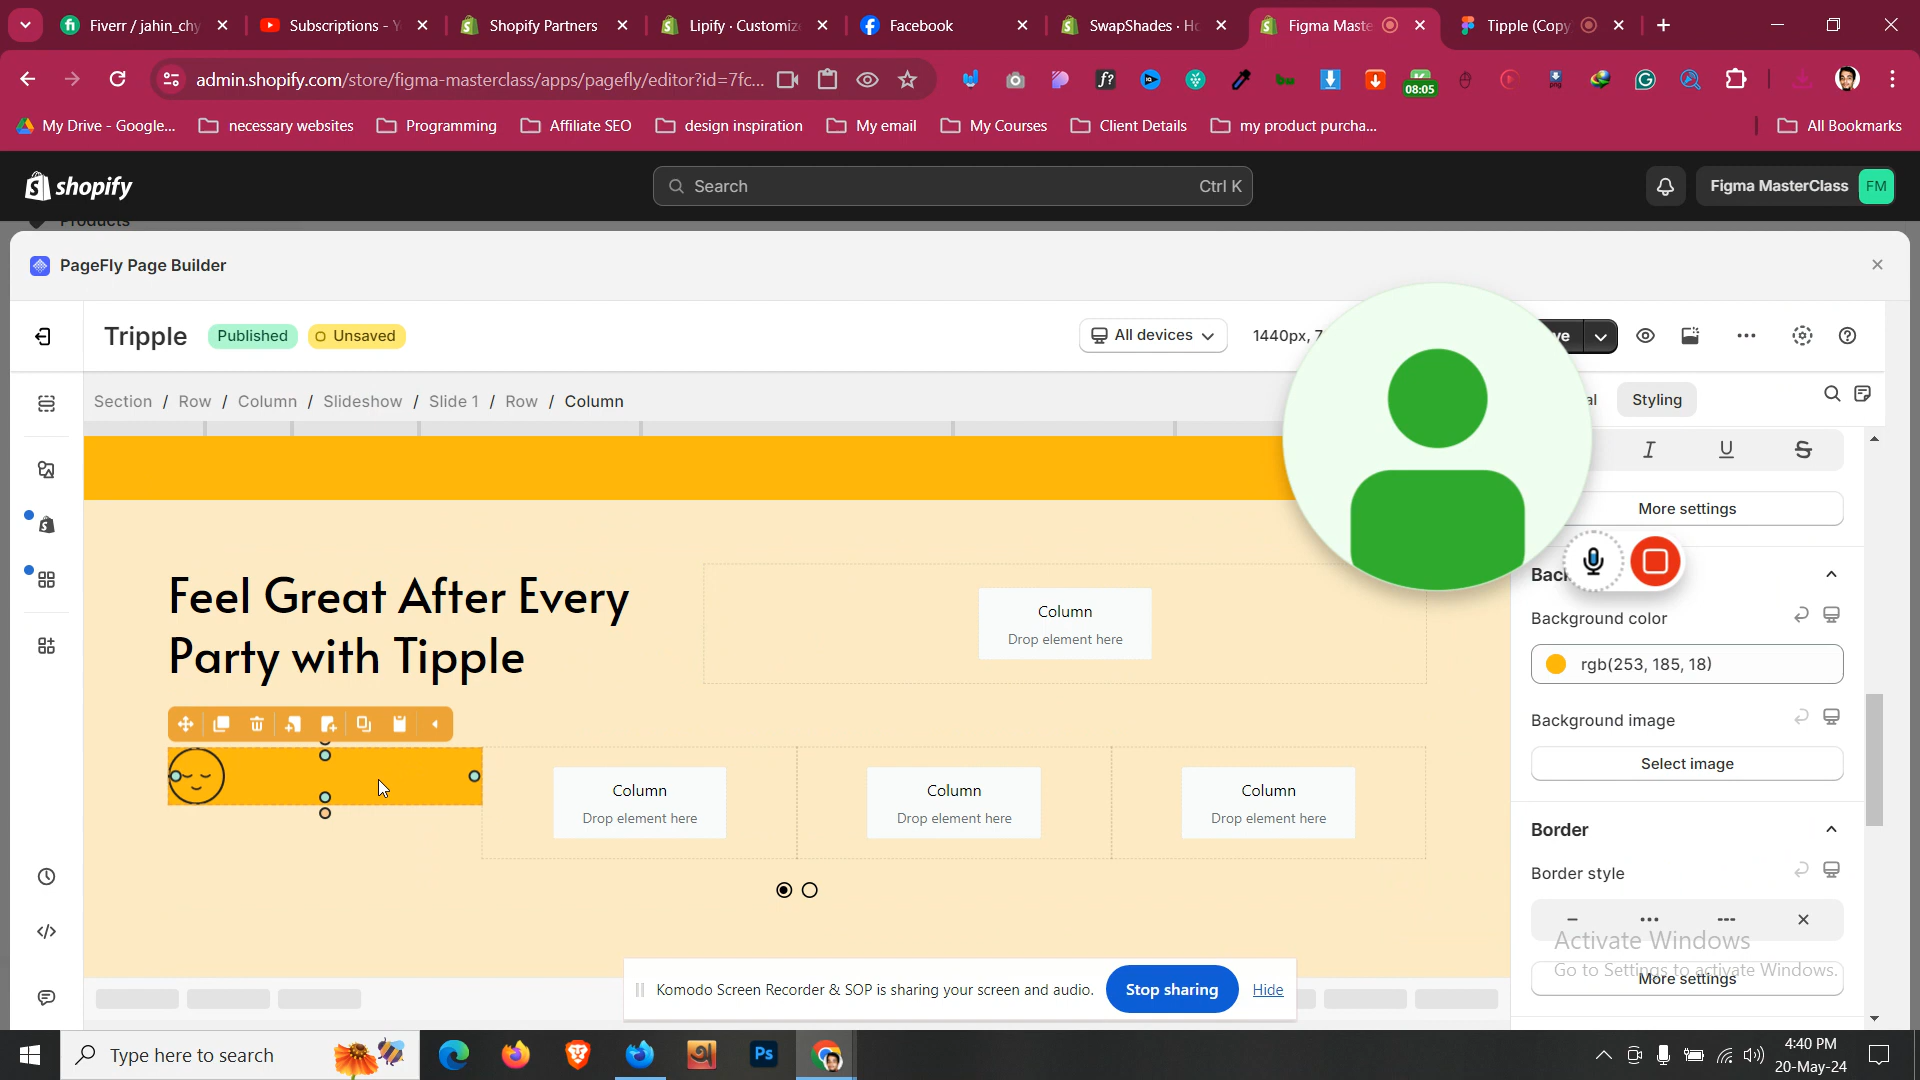 Fiverr / jahin_chy
Subscriptions - Y
Shopify Partners
Lipify · Customiz
Facebook
SwapShades · Ho
Figma Maste
Tipple (Copy
admin.shopify.com/store/figma-masterclass/apps/pagefly/editor?id=7fc...
08:05
My Drive - Google...
necessary websites
Programming
Affiliate SEO
design inspiration
My email
My Courses
Client Details
my product purcha...
All Bookmarks
shopify
Search
Ctrl K
Figma MasterClass
FM
Products
PageFly Page Builder
Tripple
Published
Unsaved
All devices
1440px, 7
ve
Section / Row / Column / Slideshow / Slide 1 / Row / Column
al
Styling
I U S
More settings
Back
Background color
rgb(253, 185, 18)
Background image
Select image
Border
Border style
More settings
Feel Great After Every
Party with Tipple
Column
Drop element here
Column
Drop element here
Column
Drop element here
Column
Drop element here
Activate Windows
Go to Settings to activate Windows.
Komodo Screen Recorder & SOP is sharing your screen and audio.
Stop sharing
Hide
Type here to search
Ps
4:40 PM
20-May-24